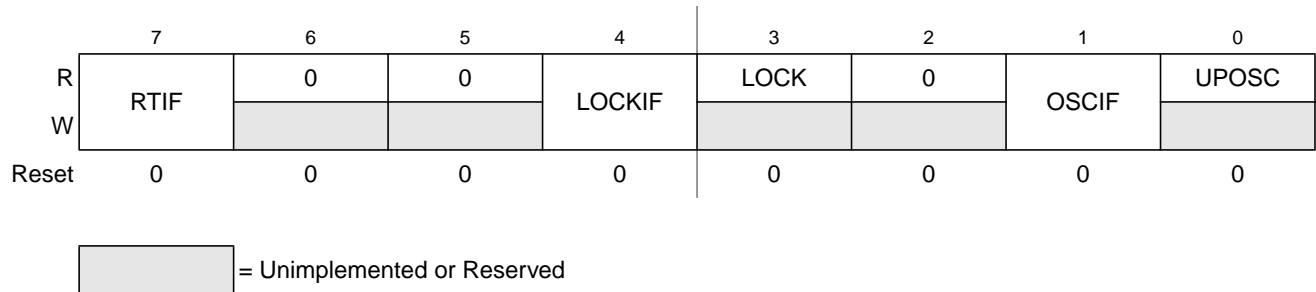 7 6 5 4 3 2 1 0
R RTIF 0 0 LOCKIF LOCK 0 OSCIF UPOSC
W
Reset 0 0 0 0 0 0 0 0
= Unimplemented or Reserved